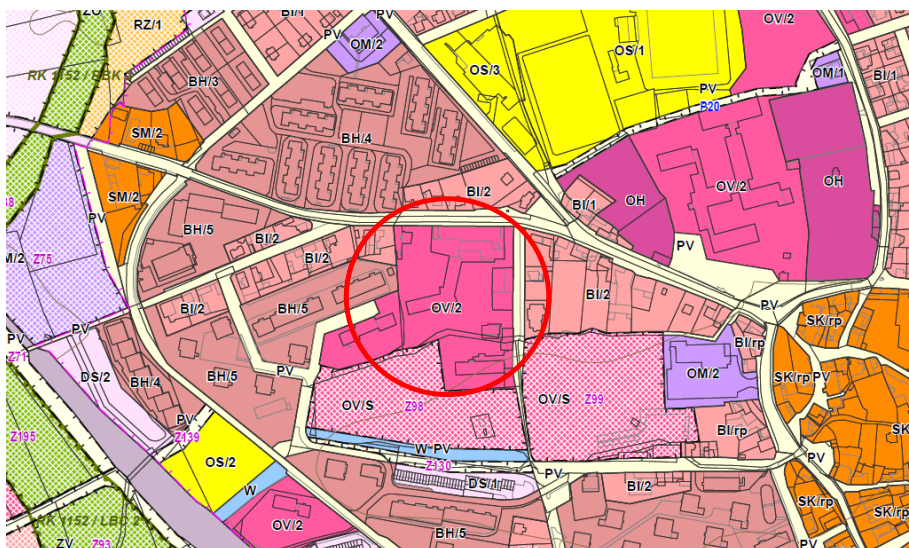 ZO
RZ/1
BI/1
PV
OV/2
PV
OM/2
OS/3
OS/1
OM/1
BI/1
RK 1152 /
BH/3
PV
B20
SM/2
BH/4
SM/2
BI/2
BI/1
OH
OV/2
OH
PV
BH/5
BI/2
PV
Z75
BI/2
BI/2
BI/2
BH/5
OV/2
PV
PV
PV
SK/rp
BI/rp
Z71
DS/2
BH/4
BH/5
PV
OM/2
SK/rp
PV
OV/S
Z98
OV/S
Z99
PV
Z139
BI/rp
SK
Z195
W
PV
PV
OS/2
Z130
PV
W
DS/1
BI/2
SK/rp
SK/rp
RK 1152 / LBC 2
OV/2
BH/5
ZV
Z93
PV
PV